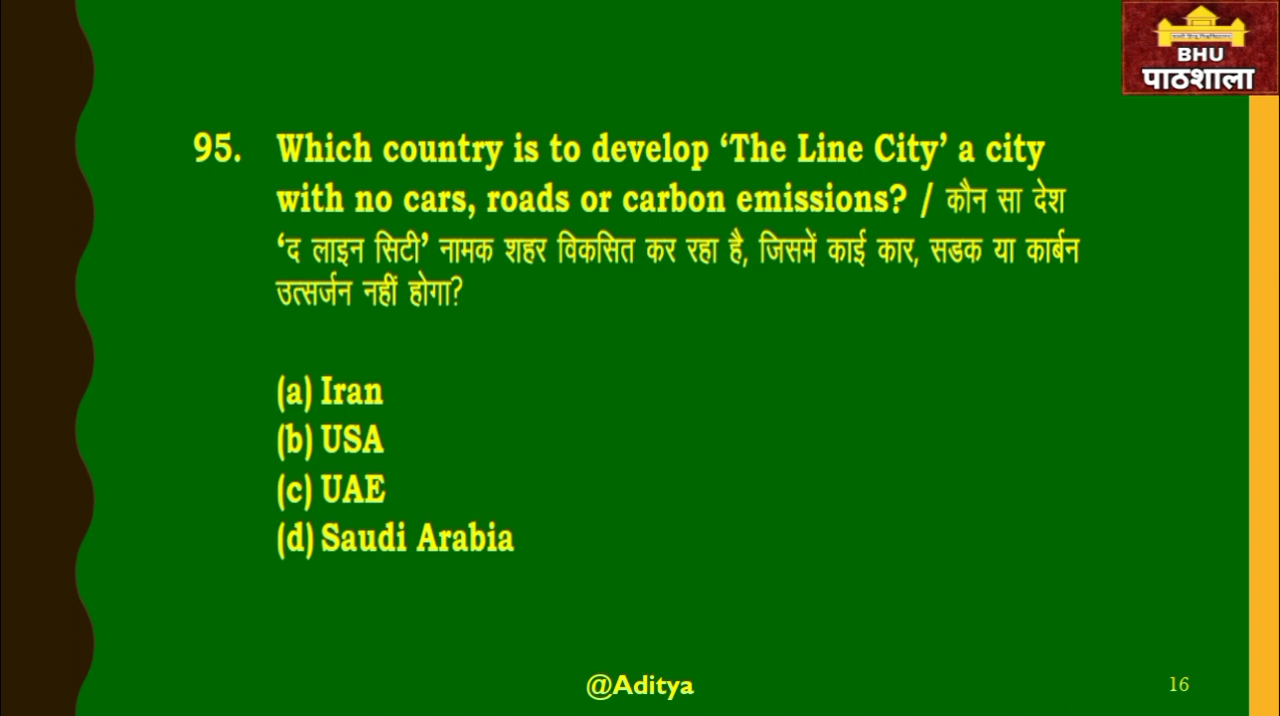 BHU
पाठशाला
95. Which country is to develop ‘The Line City’ a city
with no cars, roads or carbon emissions? / कौन सा देश
‘द लाइन सिटी’ नामक शहर विकसित कर रहा है, जिसमें काई कार, सडक या कार्बन
उत्सर्जन नहीं होगा?
(a) Iran
(b) USA
(c) UAE
(d) Saudi Arabia
@Aditya
16